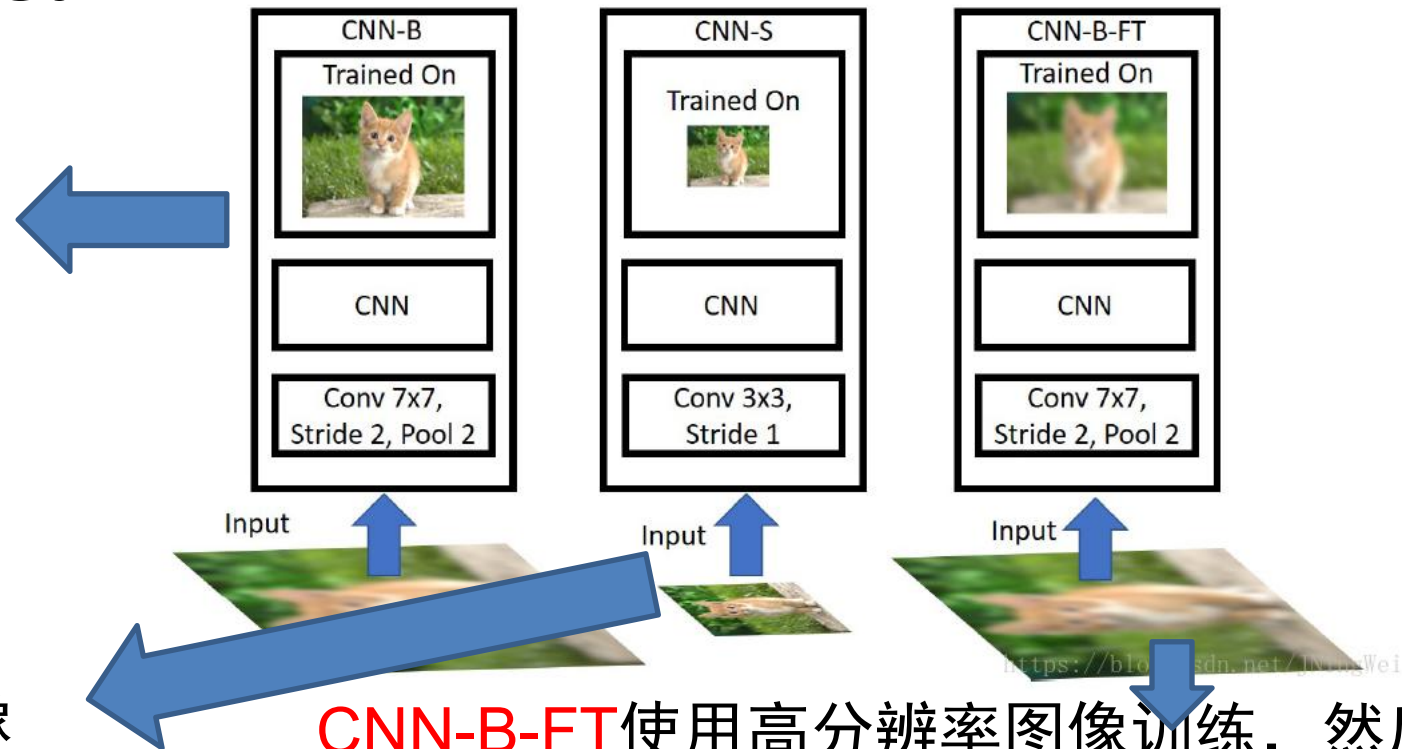 CNN-B
CNN-S
CNN-B-FT
Trained On
Trained On
Trained On
CNN
CNN
CNN
Conv 7x7,
Stride 2, Pool 2
Conv 3x3,
Stride 1
Conv 7x7,
Stride 2, Pool 2
Input
Input
Input
CNN-B-FT使用高分辨率图像训练，然